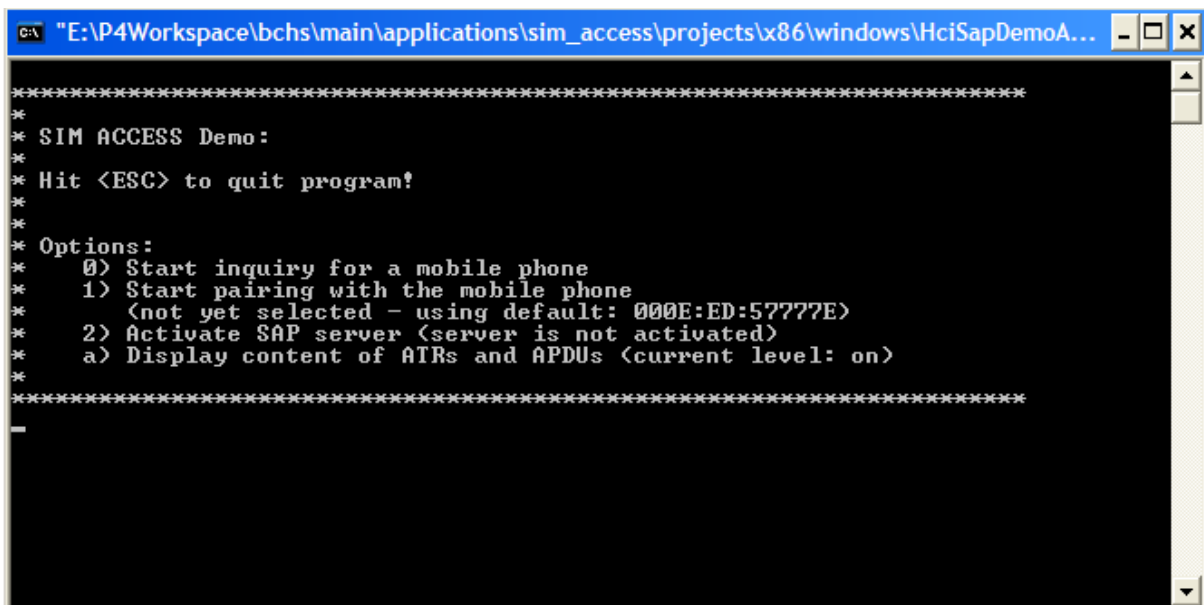 "E:\P4Workspace\bchs\main\applications\sim_access\projects\x86\windows\HciSapDemoA...
**********************************************************************
*
* SIM ACCESS Demo:
*
* Hit <ESC> to quit program!
*
*
* Options:
*    0) Start inquiry for a mobile phone
*    1) Start pairing with the mobile phone
*       (not yet selected - using default: 000E:ED:57777E)
*    2) Activate SAP server (server is not activated)
*    a) Display content of ATRs and APDUs (current level: on)
*
**********************************************************************
_